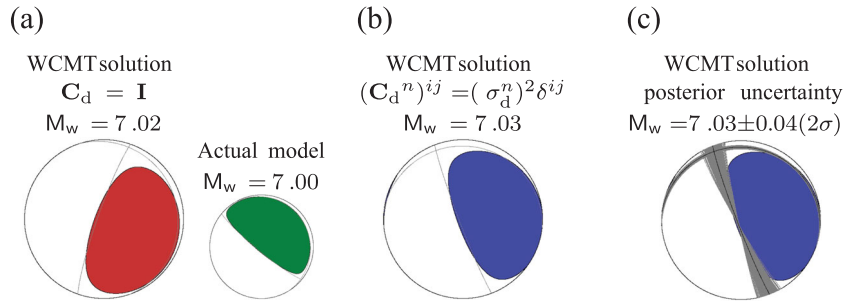 (a)
WCMT solution
C_d = I
M_w = 7.02
Actual model
M_w = 7.00
(b)
WCMT solution
(C_d^n)^ij = (σ_d^n)^2 δ^ij
M_w = 7.03
(c)
WCMT solution
posterior uncertainty
M_w = 7.03±0.04(2σ)